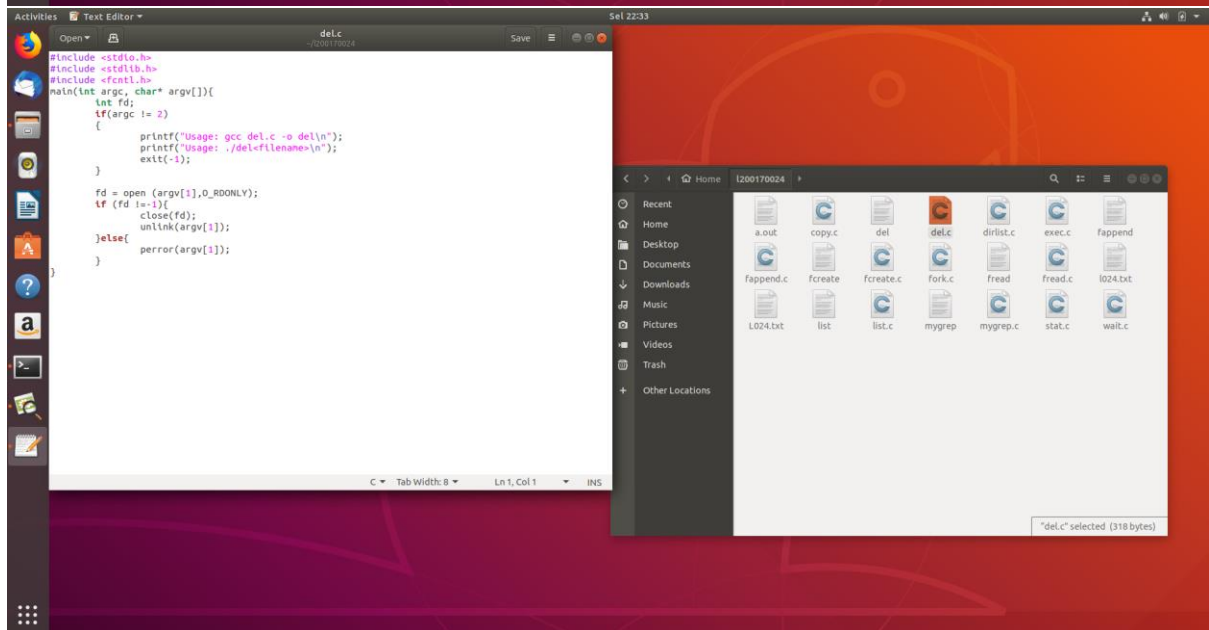 Activities Text Editor Sel 22:33
Open del.c Save
~/l200170024
#include <stdio.h>
#include <stdlib.h>
#include <fcntl.h>
main(int argc, char* argv[]){
int fd;
if(argc != 2)
{
printf("Usage: gcc del.c -o del\n");
printf("Usage: ./del<filename>\n");
exit(-1);
}
fd = open (argv[1],O_RDONLY);
if (fd !=-1){
close(fd);
unlink(argv[1]);
}else{
perror(argv[1]);
}
}
C Tab Width: 8 Ln 1, Col 1 INS
Home l200170024
Recent
Home
Desktop
Documents
Downloads
Music
Pictures
Videos
Trash
+ Other Locations
a.out copy.c del del.c dirlist.c exec.c fappend
fappend.c fcreate fcreate.c fork.c fread fread.c l024.txt
L024.txt list list.c mygrep mygrep.c stat.c wait.c
"del.c" selected (318 bytes)